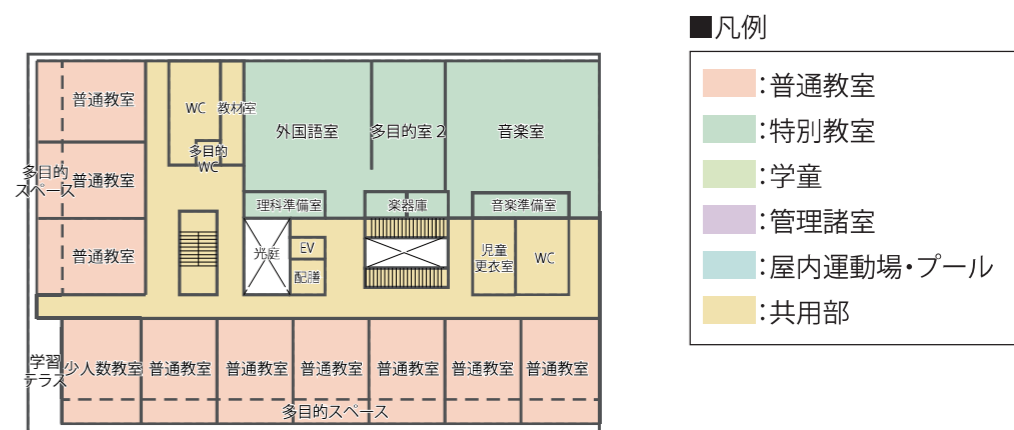 ■凡例
：普通教室
：特別教室
：学童
：管理諸室
：屋内運動場・プール
：共用部
普通教室
WC
教材室
外国語室
多目的室２
音楽室
多目的
WC
多目的
スペース
普通教室
理科準備室
楽器庫
音楽準備室
普通教室
光庭
EV
配膳
児童
更衣室
WC
学習
テラス
少人数教室
普通教室
普通教室
普通教室
普通教室
普通教室
普通教室
多目的スペース